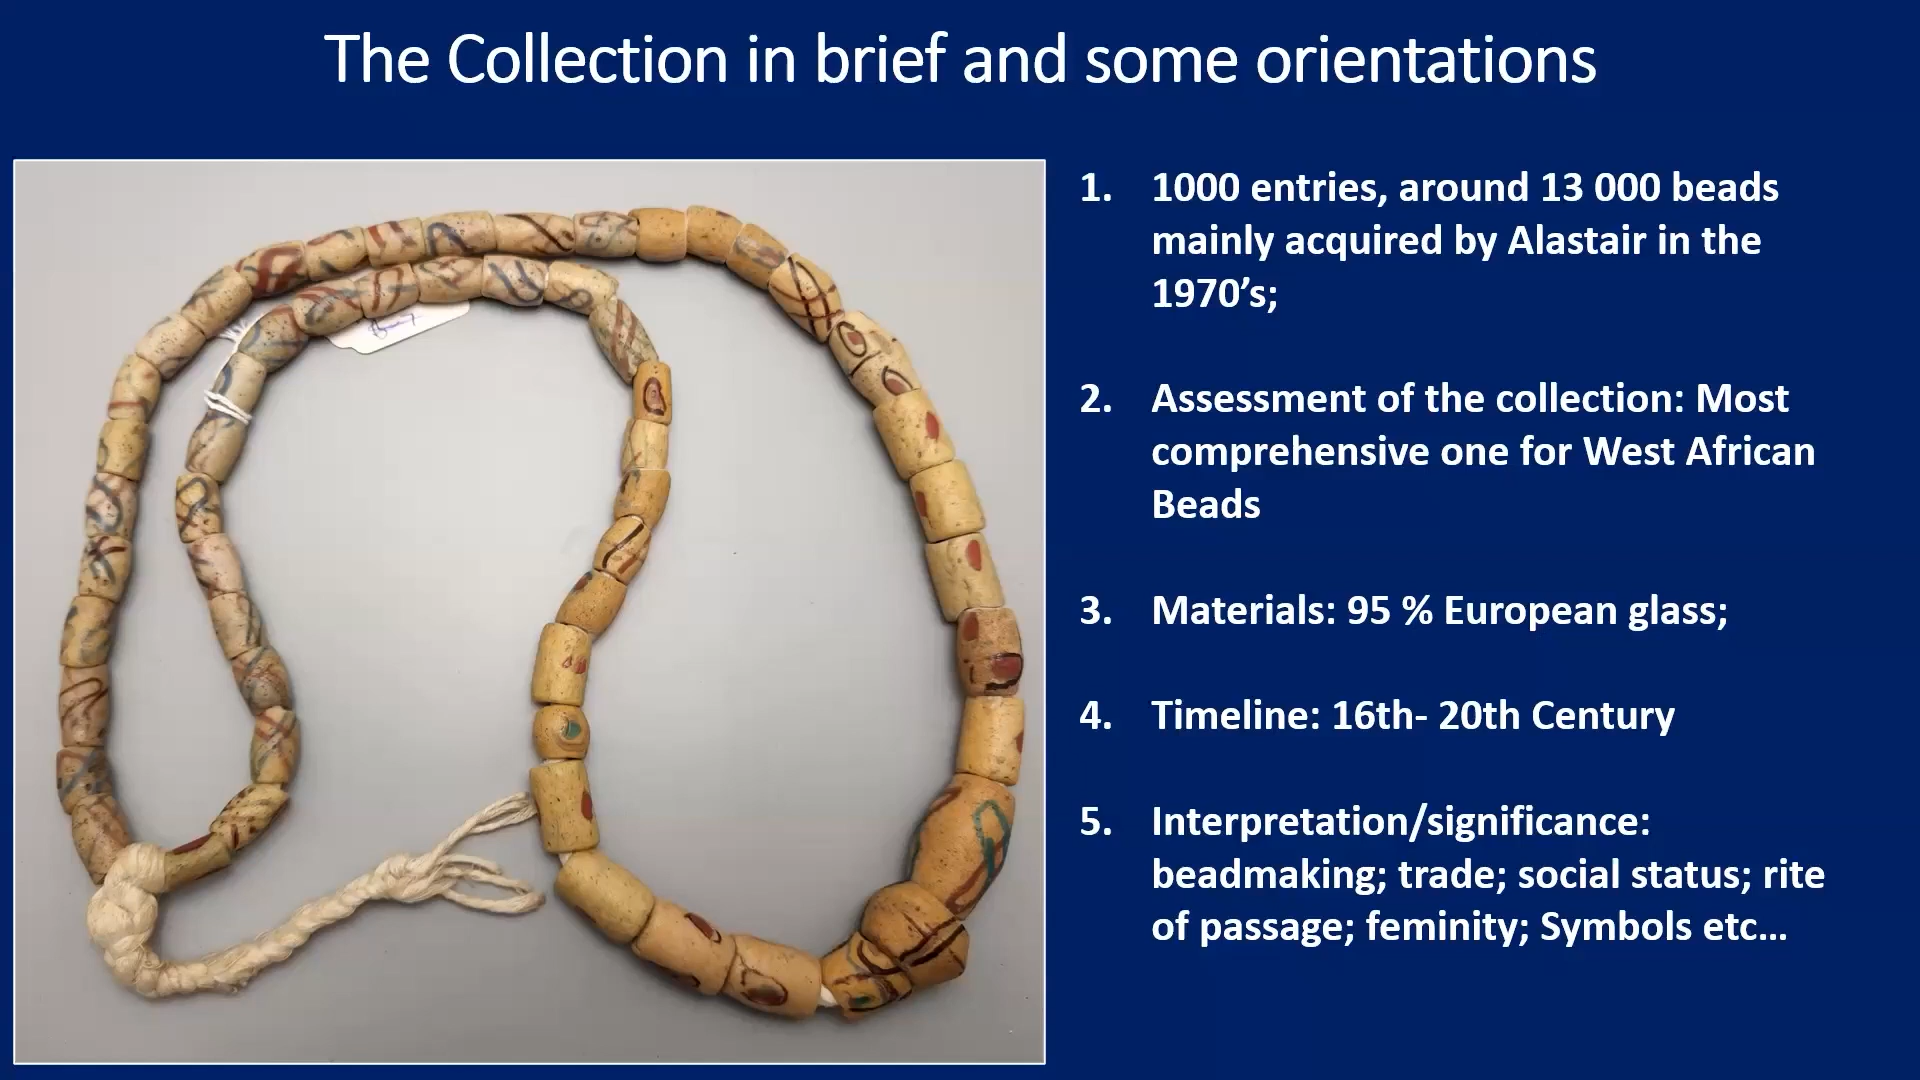 The Collection in brief and some orientations
1. 1000 entries, around 13 000 beads
mainly acquired by Alastair in the
1970’s;
2. Assessment of the collection: Most
comprehensive one for West African
Beads
3. Materials: 95 % European glass;
4. Timeline: 16th- 20th Century
5. Interpretation/significance:
beadmaking; trade; social status; rite
of passage; feminity; Symbols etc…